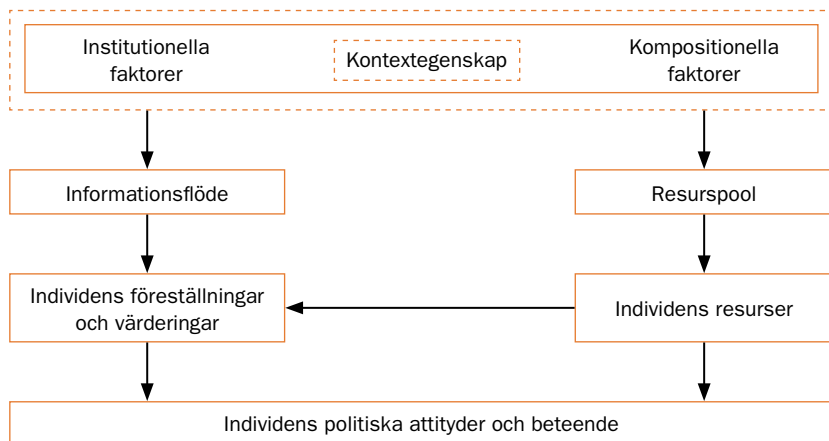 Institutionella
faktorer
Kontextegenskap
Kompositionella
faktorer
Informationsflöde
Resurspool
Individens föreställningar
och värderingar
Individens resurser
Individens politiska attityder och beteende